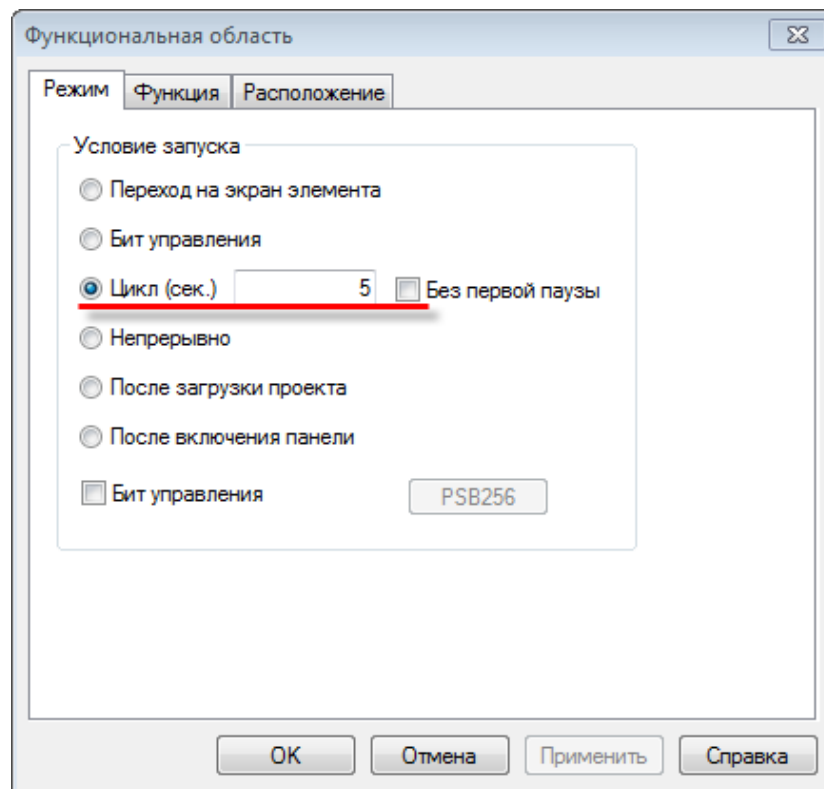 Функциональная область
Режим Функция Расположение
Условие запуска
Переход на экран элемента
Бит управления
Цикл (сек.) 5 Без первой паузы
Непрерывно
После загрузки проекта
После включения панели
Бит управления PSB256
OK Отмена Применить Справка